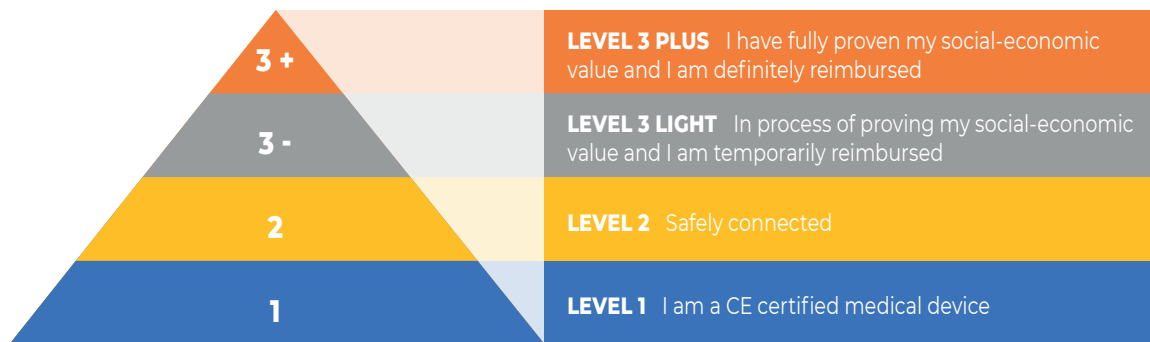 3 +
LEVEL 3 PLUS I have fully proven my social-economic
value and I am definitely reimbursed
3 -
LEVEL 3 LIGHT In process of proving my social-economic
value and I am temporarily reimbursed
2
LEVEL 2 Safely connected
1
LEVEL 1 I am a CE certified medical device